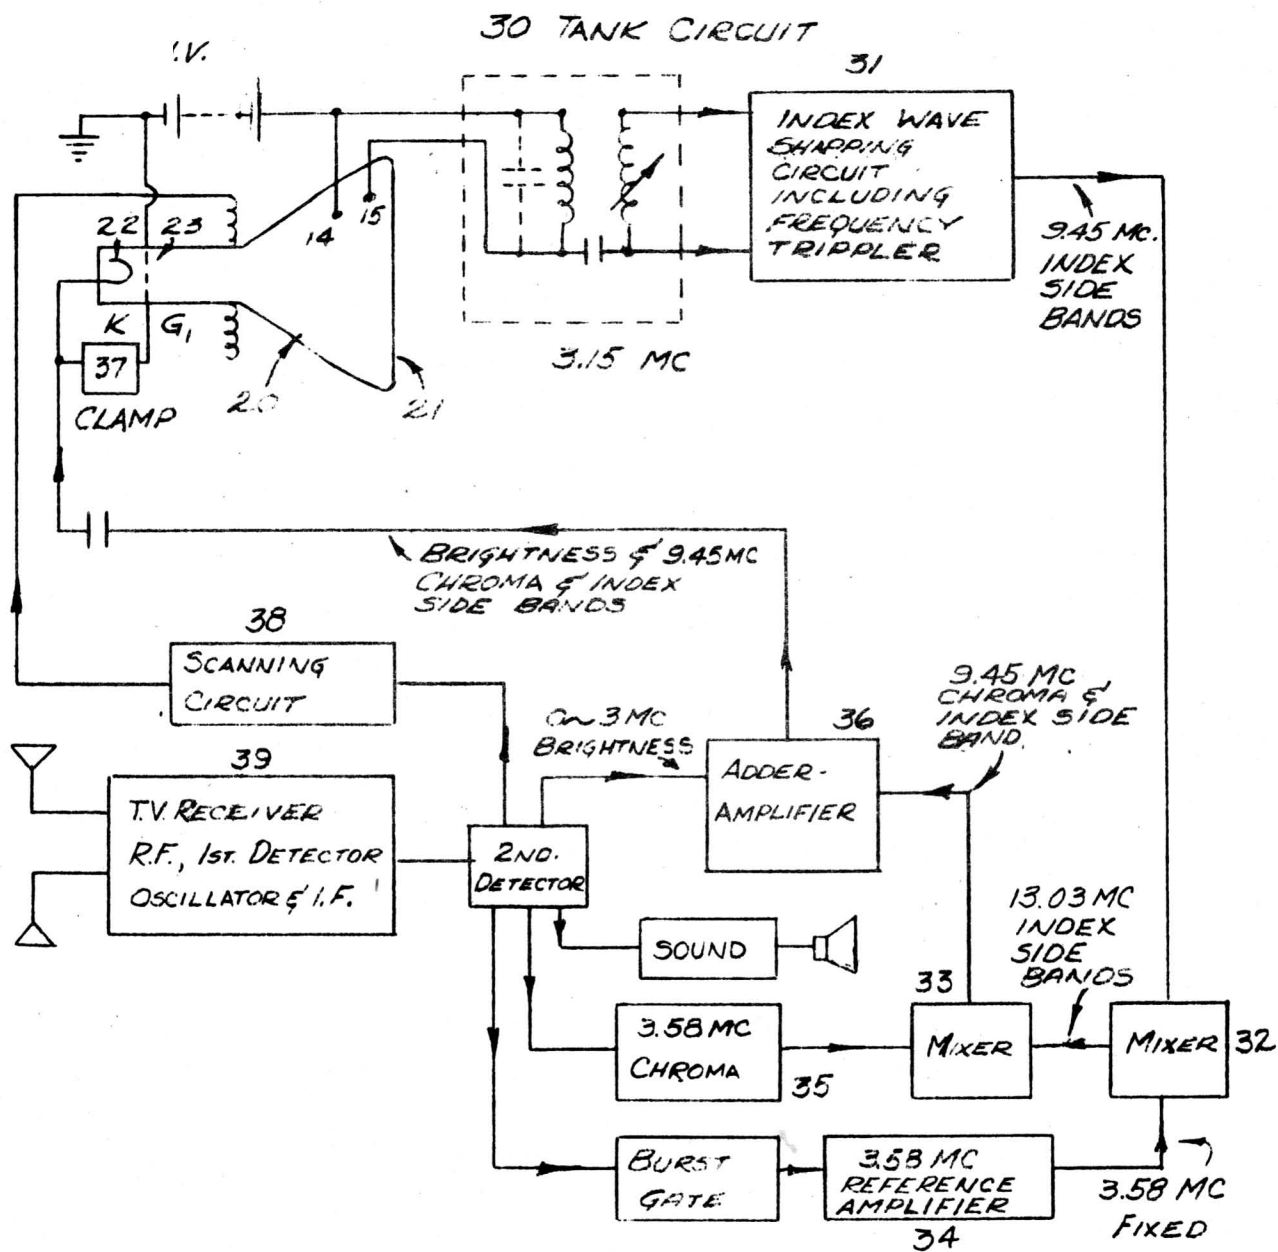 30 TANK CIRCUIT
31
INDEX WAVE
SHAPPING
CIRCUIT
INCLUDING
FREQUENCY
TRIPPLER
9.45 MC.
INDEX
SIDE
BANDS
22
23
14
15
K
G1
37
CLAMP
20
21
3.15 MC
BRIGHTNESS & 9.45 MC
CHROMA & INDEX
SIDE BANDS
38
SCANNING
CIRCUIT
39
T.V. RECEIVER
R.F., 1ST. DETECTOR
OSCILLATOR & I.F.
3 MC
BRIGHTNESS
36
ADDER-
AMPLIFIER
9.45 MC
CHROMA &
INDEX SIDE
BAND.
2ND.
DETECTOR
SOUND
13.03 MC
INDEX
SIDE
BANDS
33
MIXER
MIXER
32
3.58 MC
CHROMA
35
BURST
GATE
3.58 MC
REFERENCE
AMPLIFIER
34
3.58 MC
FIXED